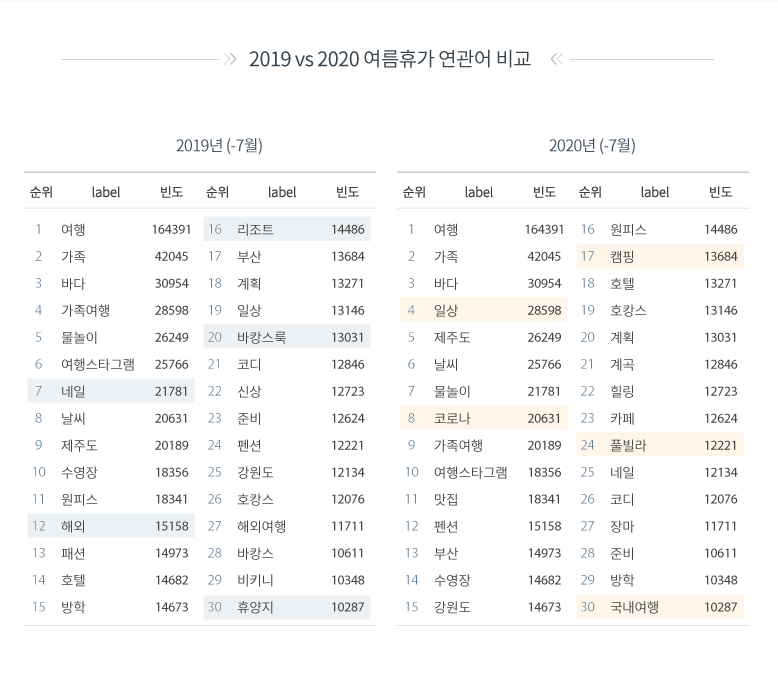 2019 vs 2020 여름휴가 연관어 비교
2019년 (-7월)
순위 label 빈도 순위 label 빈도
1 여행 164391 16 리조트 14486
2 가족 42045 17 부산 13684
3 바다 30954 18 계획 13271
4 가족여행 28598 19 일상 13146
5 물놀이 26249 20 바캉스룩 13031
6 여행스타그램 25766 21 코디 12846
7 네일 21781 22 신상 12723
8 날씨 20631 23 준비 12624
9 제주도 20189 24 펜션 12221
10 수영장 18356 25 강원도 12134
11 원피스 18341 26 호캉스 12076
12 해외 15158 27 해외여행 11711
13 패션 14973 28 바캉스 10611
14 호텔 14682 29 비키니 10348
15 방학 14673 30 휴양지 10287
2020년 (-7월)
순위 label 빈도 순위 label 빈도
1 여행 164391 16 원피스 14486
2 가족 42045 17 캠핑 13684
3 바다 30954 18 호텔 13271
4 일상 28598 19 호캉스 13146
5 제주도 26249 20 계획 13031
6 날씨 25766 21 계곡 12846
7 물놀이 21781 22 힐링 12723
8 코로나 20631 23 카페 12624
9 가족여행 20189 24 풀빌라 12221
10 여행스타그램 18356 25 네일 12134
11 맛집 18341 26 코디 12076
12 펜션 15158 27 장마 11711
13 부산 14973 28 준비 10611
14 수영장 14682 29 방학 10348
15 강원도 14673 30 국내여행 10287